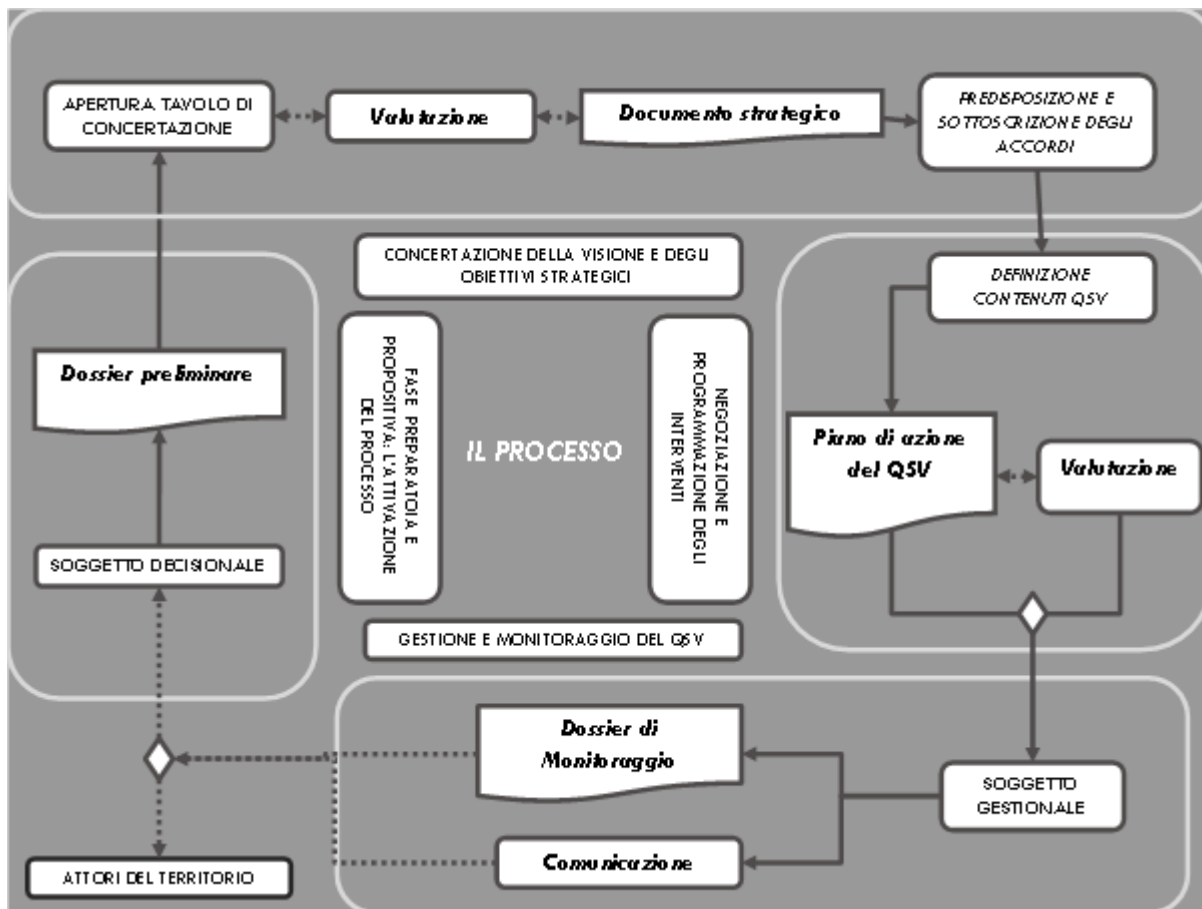 APERTURA TAVOLO DI
CONCERTAZIONE
Valutazione
Documento strategico
PREDISPOSIZIONE E
SOTTOSCRIZIONE DEGLI
ACCORDI
CONCERTAZIONE DELLA VISIONE E DEGLI
OBIETTIVI STRATEGICI
DEFINIZIONE
CONTENUTI QSV
Dossier preliminare
FASE PREPARATOIA E
PROPOSITIVA: L'ATTIVAZIONE
DEL PROCESSO
IL PROCESSO
NEGOZIAZIONE E
PROGRAMMAZIONE DEGLI
INTERVENTI
Piano di azione
del QSV
Valutazione
SOGGETTO DECISIONALE
GESTIONE E MONITORAGGIO DEL QSV
Dossier di
Monitoraggio
SOGGETTO
GESTIONALE
Comunicazione
ATTORI DEL TERRITORIO